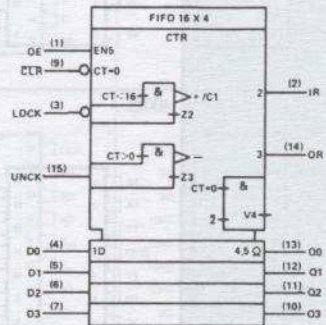 FIFO 16 X 4
CTR
OE (1) EN5
CLR (9) CT=0
(2) IR
2
CT<16 & + /C1
LDCK (3)
Z2
(14) OR
3
CT>0 & −
UNCK (15)
Z3
CT=0 &
2 V4
D0 (4) 1D 4,5 (13) Q0
D1 (5) (12) Q1
D2 (6) (11) Q2
D3 (7) (10) Q3